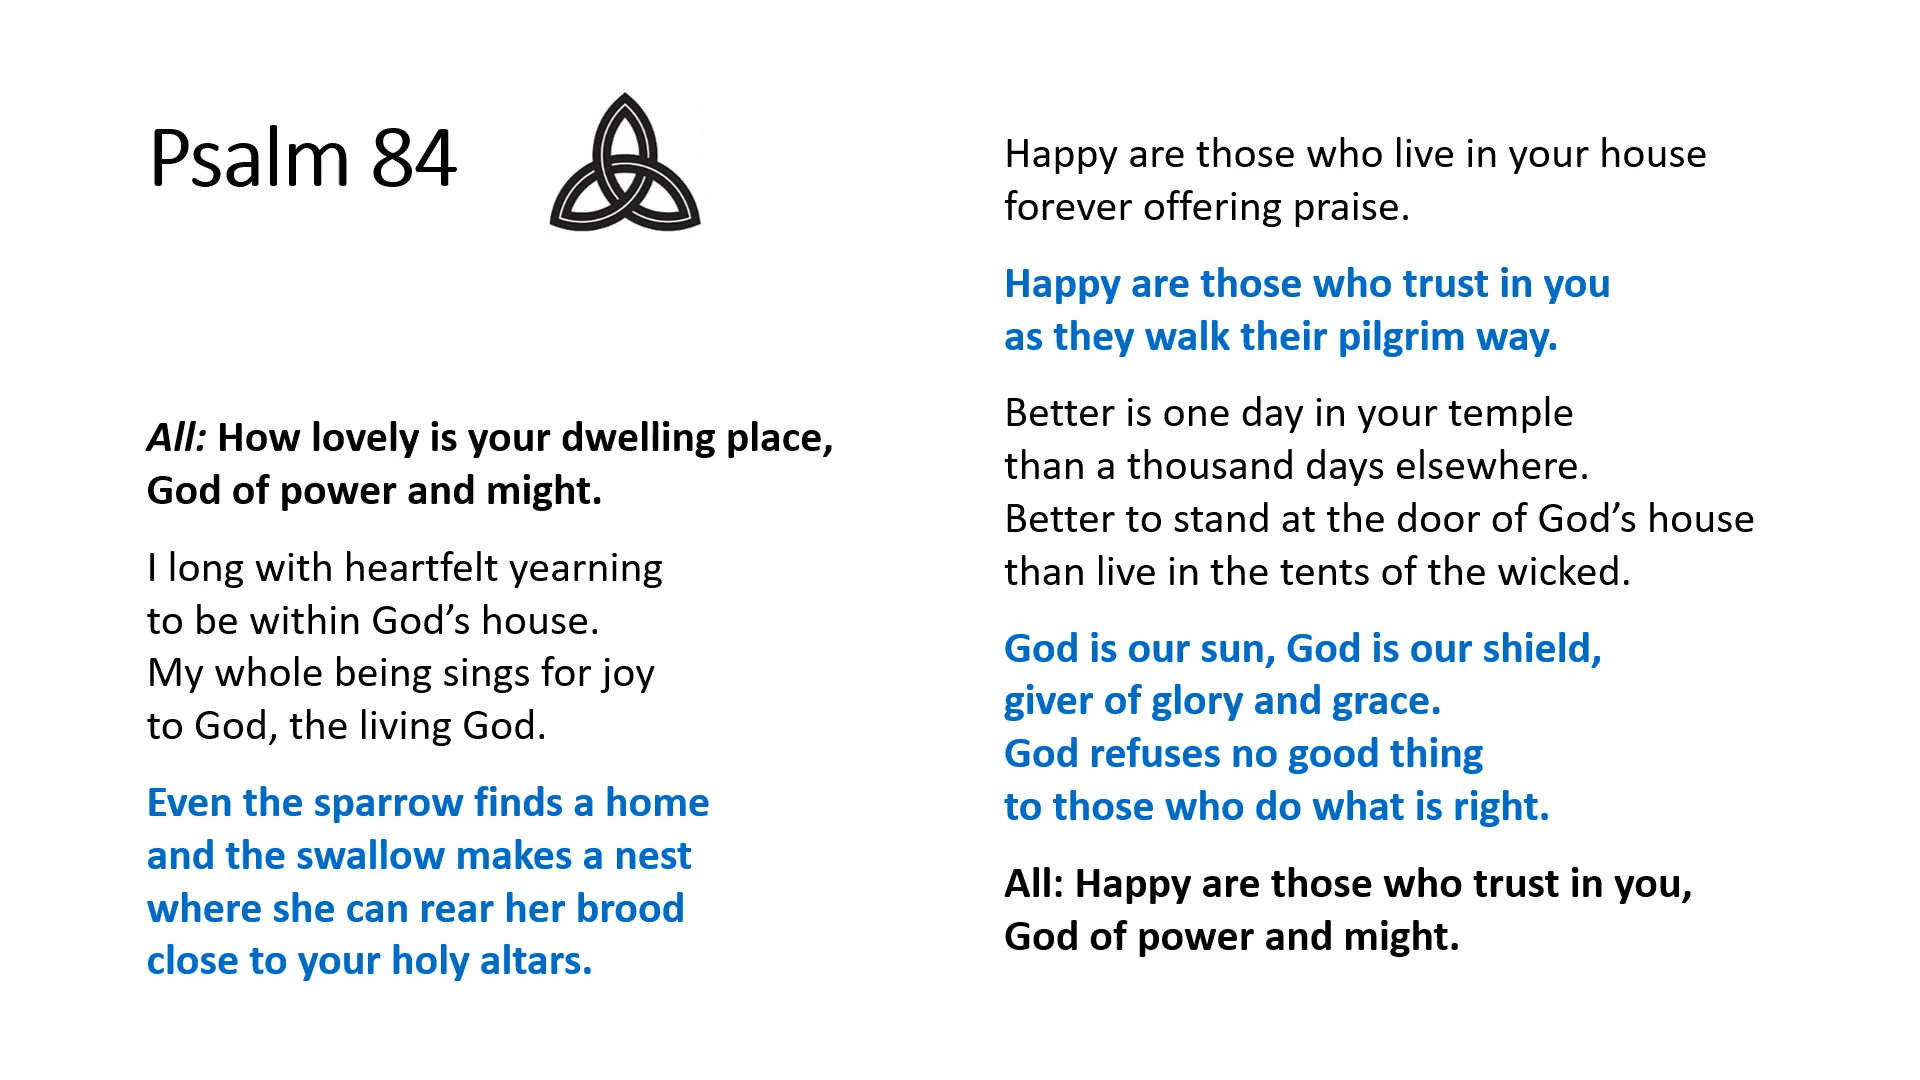 Psalm 84
All: How lovely is your dwelling place,
God of power and might.
I long with heartfelt yearning
to be within God’s house.
My whole being sings for joy
to God, the living God.
Even the sparrow finds a home
and the swallow makes a nest
where she can rear her brood
close to your holy altars.
Happy are those who live in your house
forever offering praise.
Happy are those who trust in you
as they walk their pilgrim way.
Better is one day in your temple
than a thousand days elsewhere.
Better to stand at the door of God’s house
than live in the tents of the wicked.
God is our sun, God is our shield,
giver of glory and grace.
God refuses no good thing
to those who do what is right.
All: Happy are those who trust in you,
God of power and might.